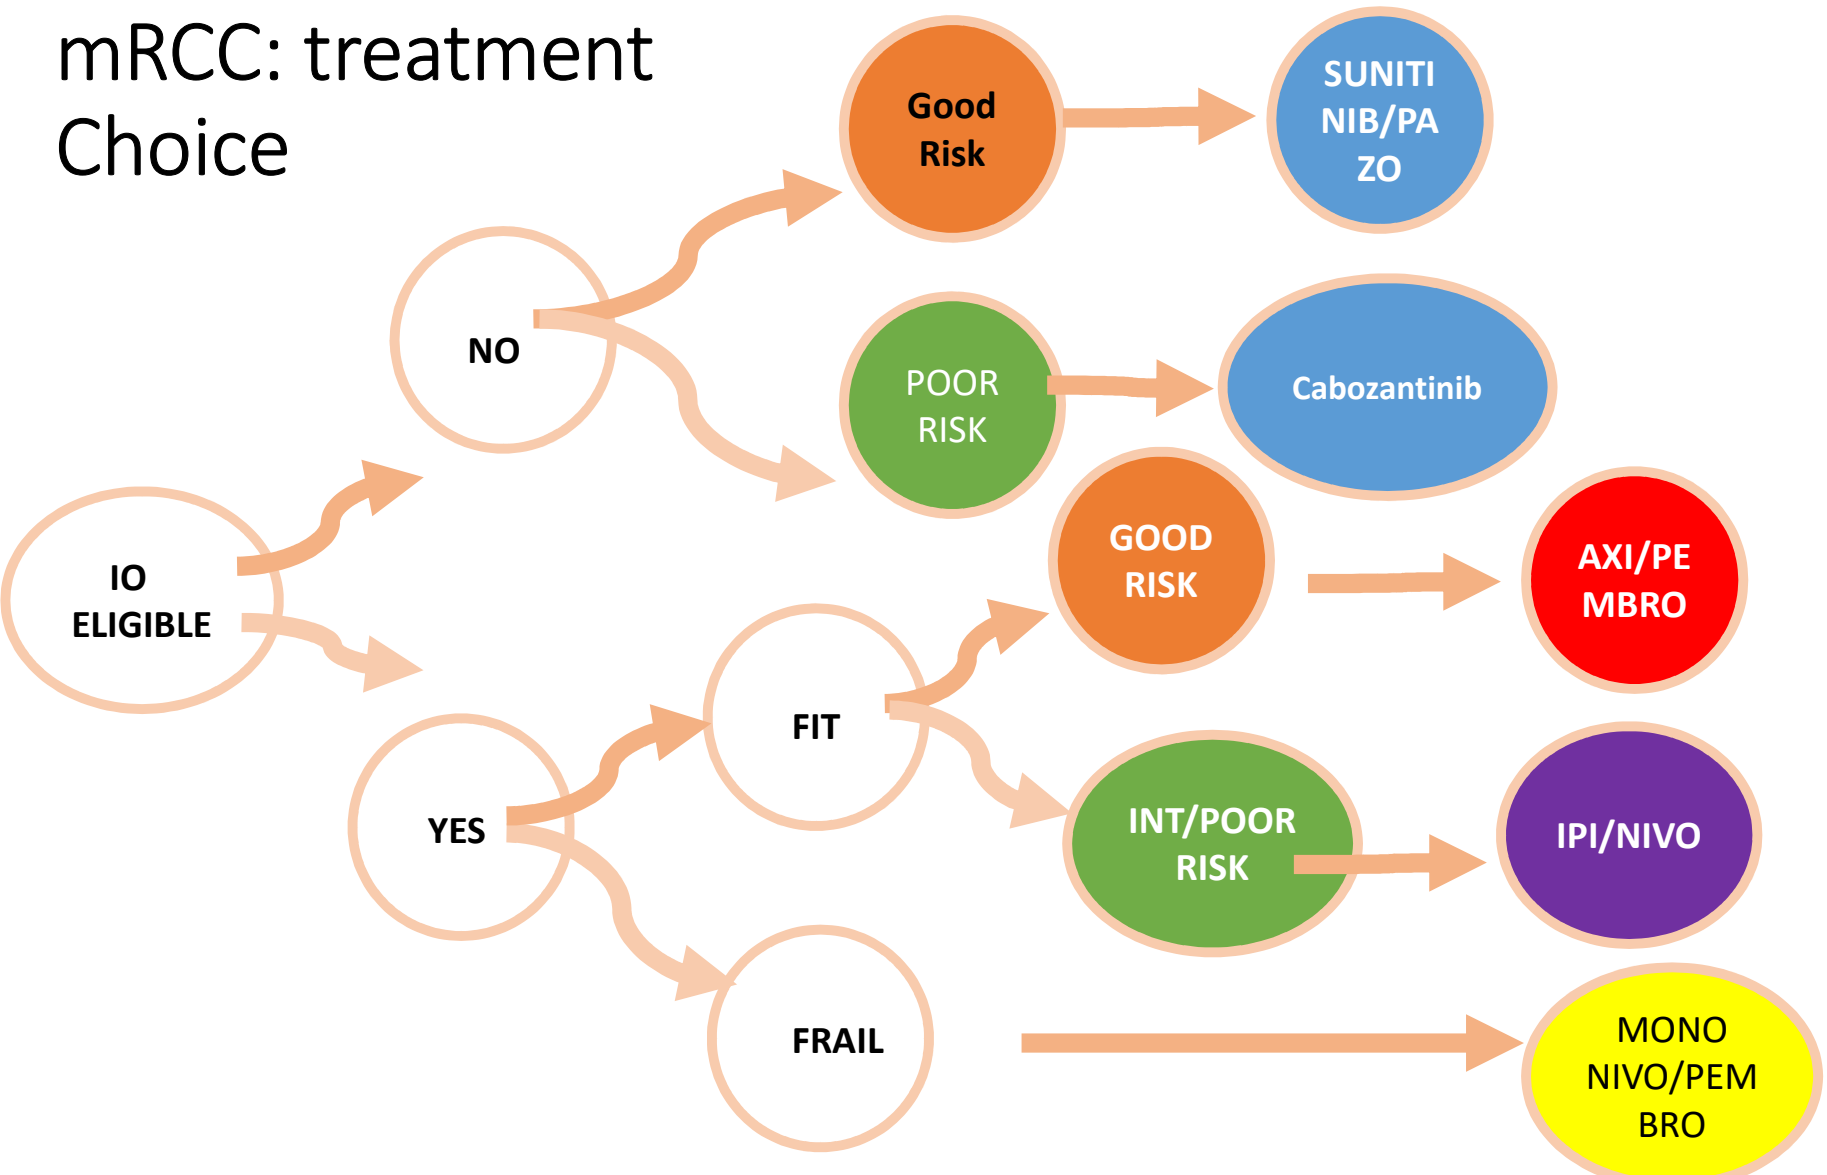 mRCC: treatment
Choice
Good
Risk
SUNITI
NIB/PA
ZO
NO
POOR
RISK
Cabozantinib
IO
ELIGIBLE
GOOD
RISK
AXI/PE
MBRO
YES
FIT
INT/POOR
RISK
IPI/NIVO
FRAIL
MONO
NIVO/PEM
BRO